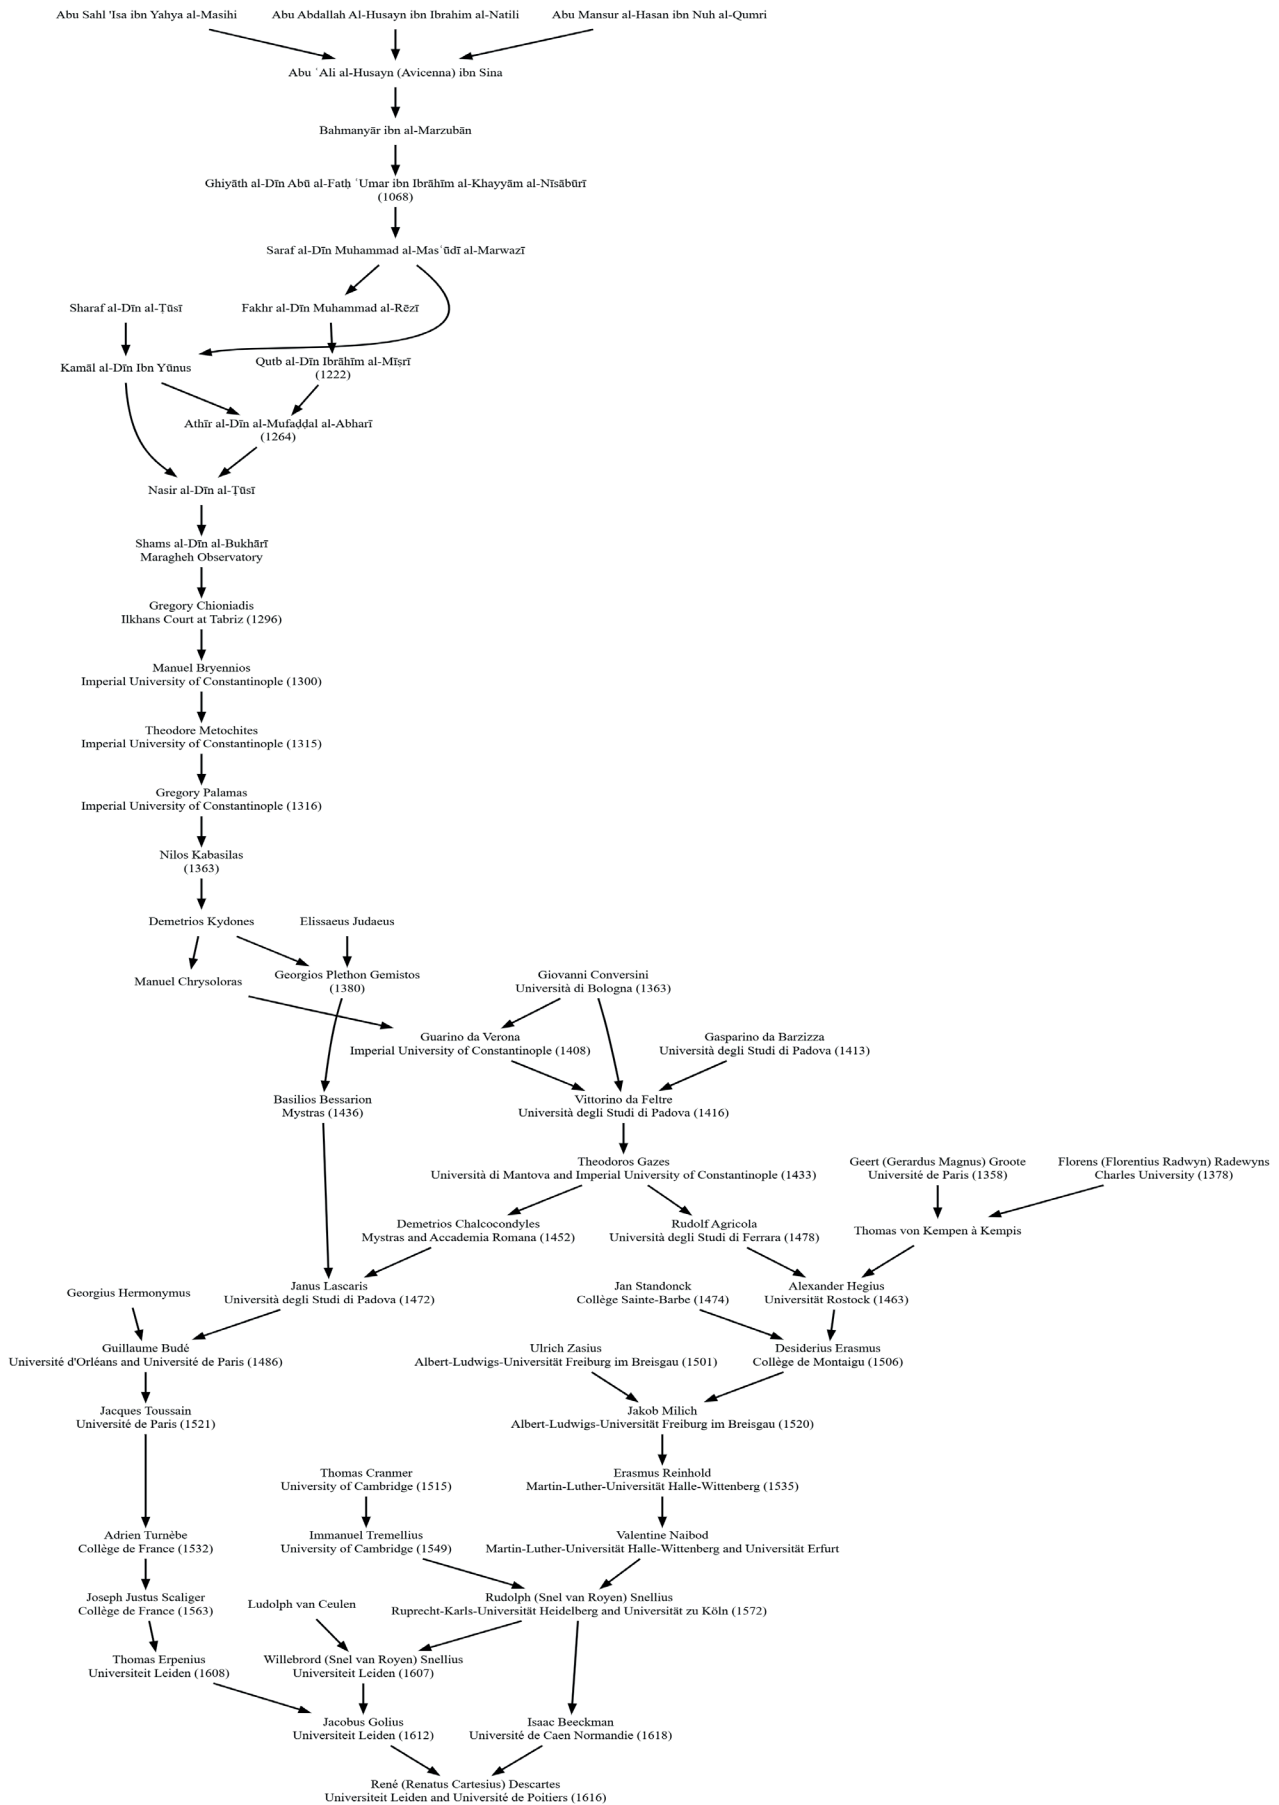 Abu Sahl 'Isa ibn Yahya al-Masihi
Abu Abdallah Al-Husayn ibn Ibrahim al-Natili
Abu Mansur al-Hasan ibn Nuh al-Qumri
Abu ʿAli al-Husayn (Avicenna) ibn Sina
Bahmanyār ibn al-Marzubān
Ghiyāth al-Dīn Abū al-Fatḥ ʿUmar ibn Ibrāhīm al-Khayyām al-Nīsābūrī
(1068)
Saraf al-Dīn Muhammad al-Masʿūdī al-Marwazī
Sharaf al-Dīn al-Ṭūsī
Fakhr al-Dīn Muhammad al-Rēzī
Kamāl al-Dīn Ibn Yūnus
Qutb al-Dīn Ibrāhīm al-Mīṣrī
(1222)
Athīr al-Dīn al-Mufaḍḍal al-Abharī
(1264)
Nasir al-Dīn al-Ṭūsī
Shams al-Dīn al-Bukhārī
Maragheh Observatory
Gregory Chioniadis
Ilkhans Court at Tabriz (1296)
Manuel Bryennios
Imperial University of Constantinople (1300)
Theodore Metochites
Imperial University of Constantinople (1315)
Gregory Palamas
Imperial University of Constantinople (1316)
Nilos Kabasilas
(1363)
Demetrios Kydones
Elissaeus Judaeus
Manuel Chrysoloras
Georgios Plethon Gemistos
(1380)
Giovanni Conversini
Università di Bologna (1363)
Guarino da Verona
Imperial University of Constantinople (1408)
Gasparino da Barzizza
Università degli Studi di Padova (1413)
Basilios Bessarion
Mystras (1436)
Vittorino da Feltre
Università degli Studi di Padova (1416)
Theodoros Gazes
Università di Mantova and Imperial University of Constantinople (1433)
Geert (Gerardus Magnus) Groote
Université de Paris (1358)
Florens (Florentius Radwyn) Radewyns
Charles University (1378)
Demetrios Chalcocondyles
Mystras and Accademia Romana (1452)
Rudolf Agricola
Università degli Studi di Ferrara (1478)
Thomas von Kempen à Kempis
Georgius Hermonymus
Janus Lascaris
Università degli Studi di Padova (1472)
Jan Standonck
Collège Sainte-Barbe (1474)
Alexander Hegius
Universität Rostock (1463)
Guillaume Budé
Université d'Orléans and Université de Paris (1486)
Ulrich Zasius
Albert-Ludwigs-Universität Freiburg im Breisgau (1501)
Desiderius Erasmus
Collège de Montaigu (1506)
Jacques Toussain
Université de Paris (1521)
Jakob Milich
Albert-Ludwigs-Universität Freiburg im Breisgau (1520)
Thomas Cranmer
University of Cambridge (1515)
Erasmus Reinhold
Martin-Luther-Universität Halle-Wittenberg (1535)
Adrien Turnèbe
Collège de France (1532)
Immanuel Tremellius
University of Cambridge (1549)
Valentine Naibod
Martin-Luther-Universität Halle-Wittenberg and Universität Erfurt
Joseph Justus Scaliger
Collège de France (1563)
Ludolph van Ceulen
Rudolph (Snel van Royen) Snellius
Ruprecht-Karls-Universität Heidelberg and Universität zu Köln (1572)
Thomas Erpenius
Universiteit Leiden (1608)
Willebrord (Snel van Royen) Snellius
Universiteit Leiden (1607)
Jacobus Golius
Universiteit Leiden (1612)
Isaac Beeckman
Université de Caen Normandie (1618)
René (Renatus Cartesius) Descartes
Universiteit Leiden and Université de Poitiers (1616)